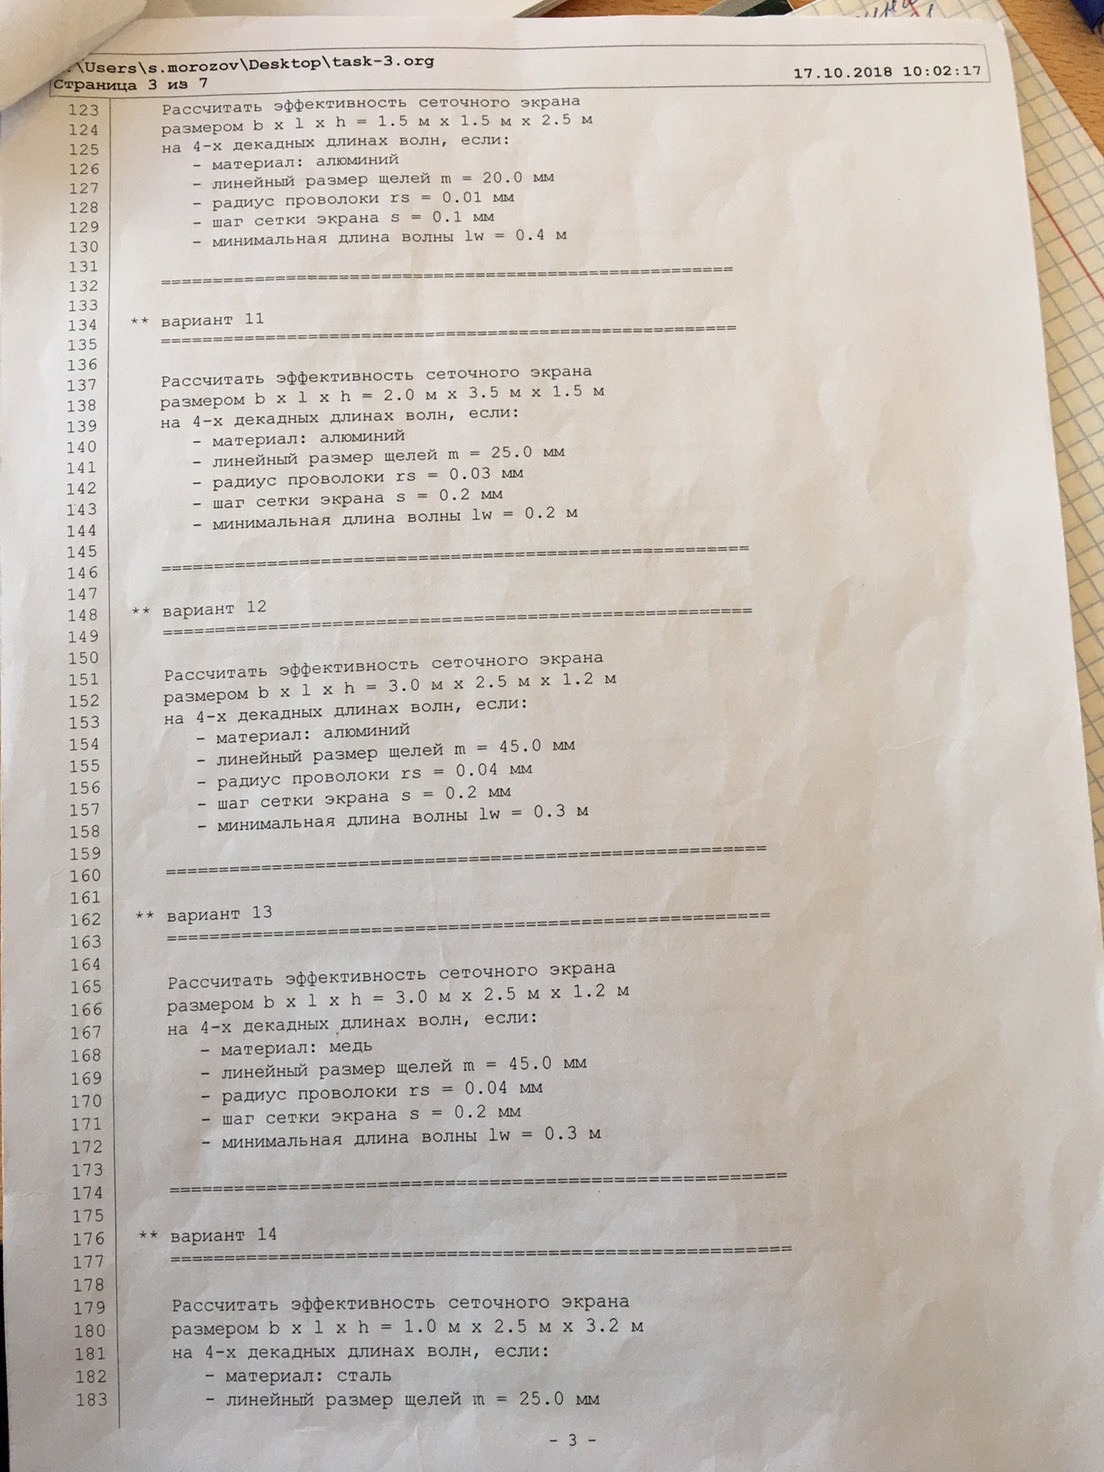 \Users\s.morozov\Desktop\task-3.org
Страница 3 из 7
17.10.2018 10:02:17
123 Рассчитать эффективность сеточного экрана
124 размером b x l x h = 1.5 м x 1.5 м x 2.5 м
125 на 4-х декадных длинах волн, если:
126 - материал: алюминий
127 - линейный размер щелей m = 20.0 мм
128 - радиус проволоки rs = 0.01 мм
129 - шаг сетки экрана s = 0.1 мм
130 - минимальная длина волны lw = 0.4 м
131
132 =======================================================
133
134 ** вариант 11
135 =======================================================
136
137 Рассчитать эффективность сеточного экрана
138 размером b x l x h = 2.0 м x 3.5 м x 1.5 м
139 на 4-х декадных длинах волн, если:
140 - материал: алюминий
141 - линейный размер щелей m = 25.0 мм
142 - радиус проволоки rs = 0.03 мм
143 - шаг сетки экрана s = 0.2 мм
144 - минимальная длина волны lw = 0.2 м
145
146 =======================================================
147
148 ** вариант 12
149 =======================================================
150
151 Рассчитать эффективность сеточного экрана
152 размером b x l x h = 3.0 м x 2.5 м x 1.2 м
153 на 4-х декадных длинах волн, если:
154 - материал: алюминий
155 - линейный размер щелей m = 45.0 мм
156 - радиус проволоки rs = 0.04 мм
157 - шаг сетки экрана s = 0.2 мм
158 - минимальная длина волны lw = 0.3 м
159
160 =======================================================
161
162 ** вариант 13
163 =======================================================
164
165 Рассчитать эффективность сеточного экрана
166 размером b x l x h = 3.0 м x 2.5 м x 1.2 м
167 на 4-х декадных длинах волн, если:
168 - материал: медь
169 - линейный размер щелей m = 45.0 мм
170 - радиус проволоки rs = 0.04 мм
171 - шаг сетки экрана s = 0.2 мм
172 - минимальная длина волны lw = 0.3 м
173
174 =======================================================
175
176 ** вариант 14
177 =======================================================
178
179 Рассчитать эффективность сеточного экрана
180 размером b x l x h = 1.0 м x 2.5 м x 3.2 м
181 на 4-х декадных длинах волн, если:
182 - материал: сталь
183 - линейный размер щелей m = 25.0 мм
- 3 -